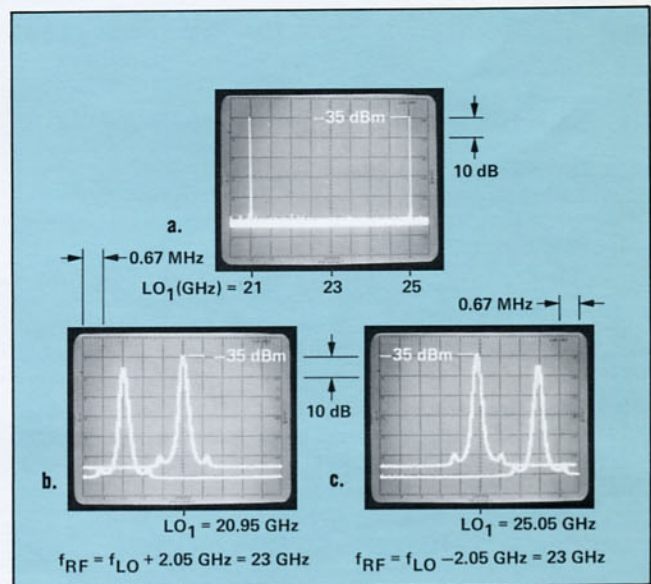 –35 dBm
10 dB
a.
0.67 MHz
LO₁(GHz) = 21 23 25
0.67 MHz
–35 dBm
–35 dBm
10 dB
b.
c.
LO₁ = 20.95 GHz
LO₁ = 25.05 GHz
fRF = fLO + 2.05 GHz = 23 GHz
fRF = fLO –2.05 GHz = 23 GHz